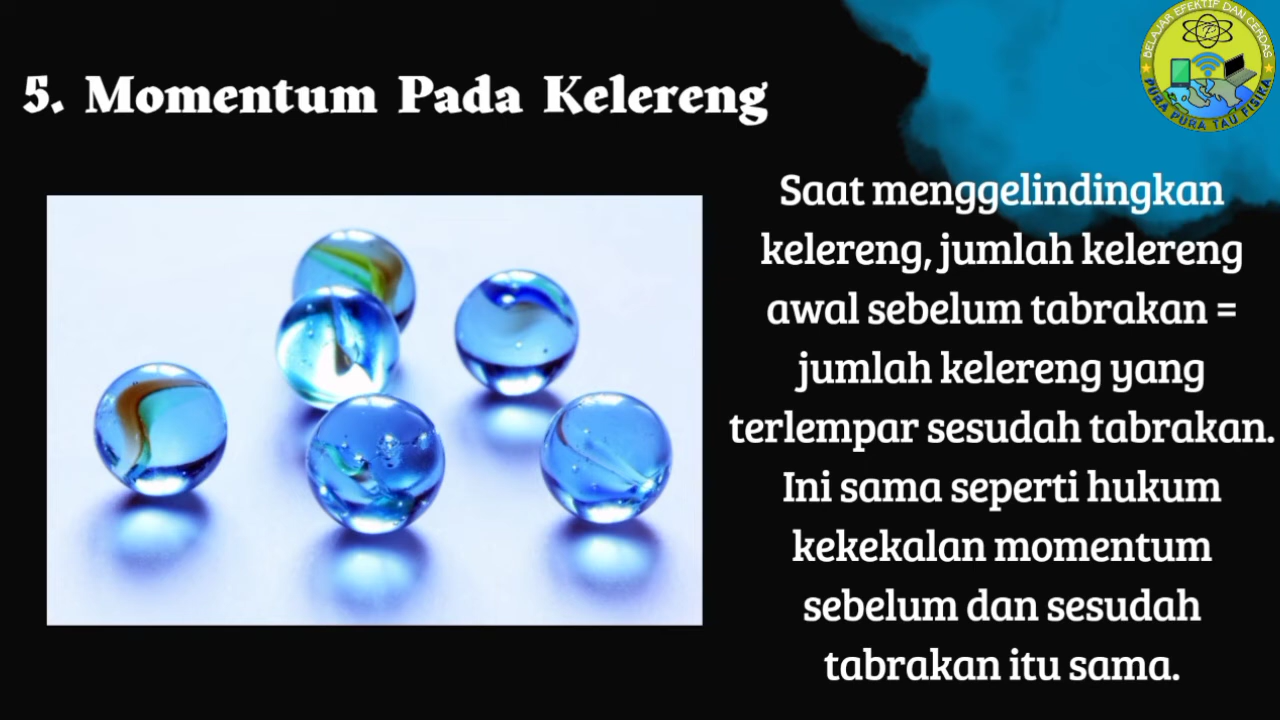 5. Momentum Pada Kelereng
BELAJAR EFEKTIF DAN CERDAS
PURA PURA TAU FISIKA
Saat menggelindingkan
kelereng, jumlah kelereng
awal sebelum tabrakan =
jumlah kelereng yang
terlempar sesudah tabrakan.
Ini sama seperti hukum
kekekalan momentum
sebelum dan sesudah
tabrakan itu sama.